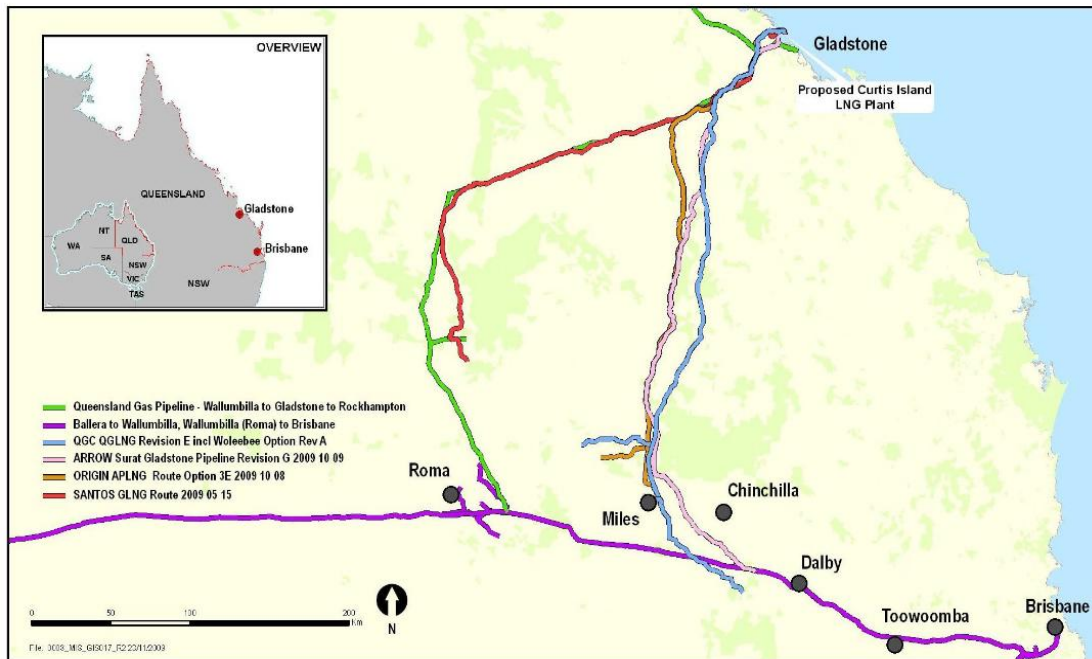 OVERVIEW
QUEENSLAND
Gladstone
Brisbane
NT
WA
QLD
SA
NSW
VIC
TAS
NSW
Gladstone
Proposed Curtis Island
LNG Plant
Queensland Gas Pipeline - Wallumbilla to Gladstone to Rockhampton
Ballera to Wallumbilla, Wallumbilla (Roma) to Brisbane
QGC QGLNG Revision E incl Woleebee Option Rev A
ARROW Surat Gladstone Pipeline Revision G 2009 10 09
ORIGIN APLNG Route Option 3E 2009 10 08
SANTOS GLNG Route 2009 05 15
Roma
Miles
Chinchilla
Dalby
Toowoomba
Brisbane
0 50 100 200
Km
N